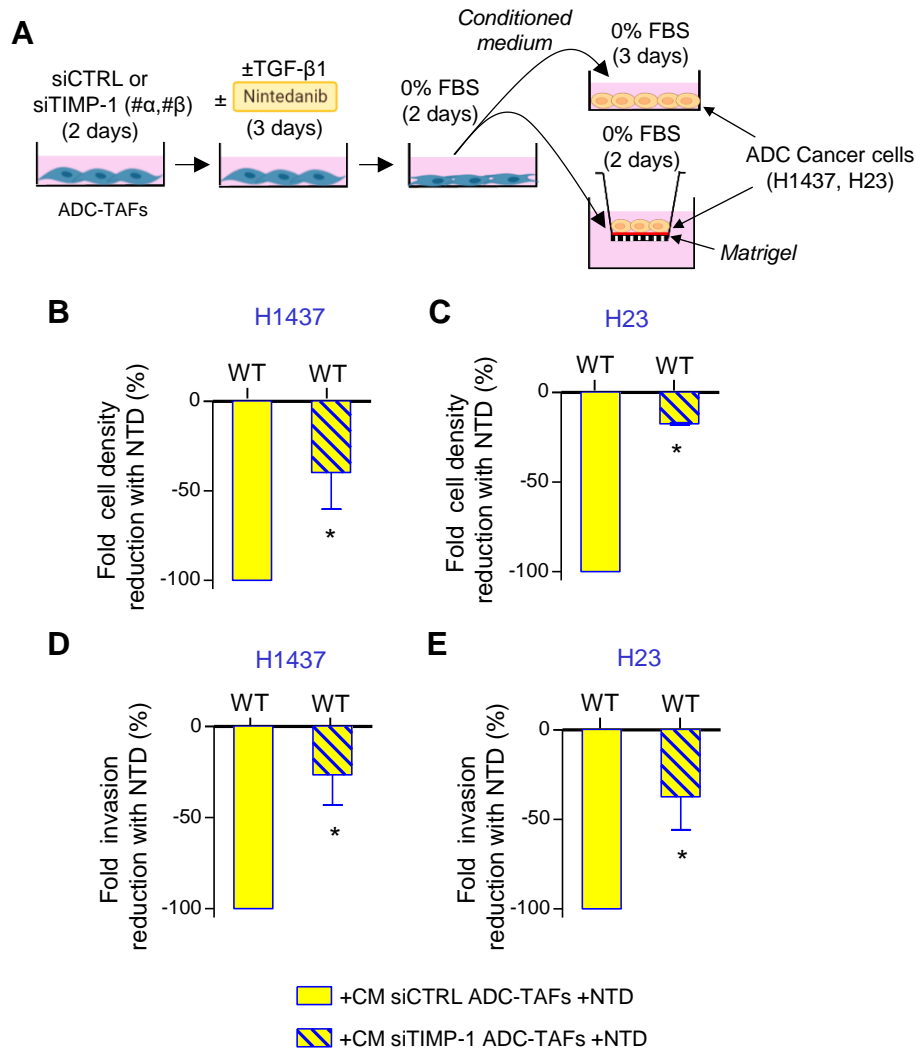 A
siCTRL or
siTIMP-1 (#α,#β)
(2 days)
ADC-TAFs
±TGF-β1
± Nintedanib
(3 days)
0% FBS
(2 days)
Conditioned
medium
0% FBS
(3 days)
0% FBS
(2 days)
ADC Cancer cells
(H1437, H23)
Matrigel
B
H1437
Fold cell density
reduction with NTD (%)
WT WT
0
-50
-100
*
C
H23
Fold cell density
reduction with NTD (%)
WT WT
0
-50
-100
*
D
H1437
Fold invasion
reduction with NTD (%)
WT WT
0
-50
-100
*
E
H23
Fold invasion
reduction with NTD (%)
WT WT
0
-50
-100
*
+CM siCTRL ADC-TAFs +NTD
+CM siTIMP-1 ADC-TAFs +NTD